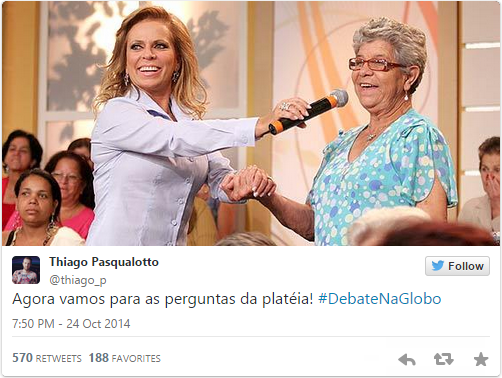 Thiago Pasqualotto
@thiago_p
Follow
Agora vamos para as perguntas da platéia! #DebateNaGlobo
7:50 PM - 24 Oct 2014
570 RETWEETS 188 FAVORITES